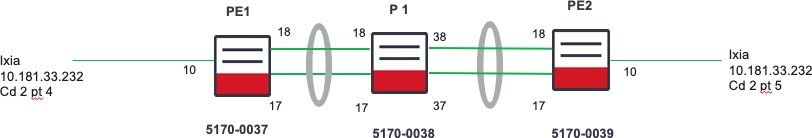 PE1
P 1
PE2
18
18
38
18
Ixia
10.181.33.232
Cd 2 pt 4
10
10
Ixia
10.181.33.232
Cd 2 pt 5
17
17
37
17
5170-0037
5170-0038
5170-0039